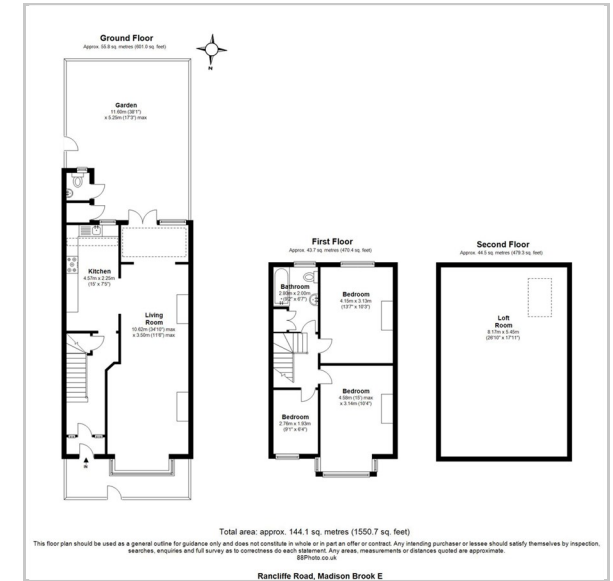 Ground Floor
Approx. 55.8 sq. metres (601.0 sq. feet)
N
Garden
11.60m (38'1")
x 5.25m (17'3") max
Kitchen
4.57m x 2.25m
(15' x 7'5")
Living
Room
10.62m (34'10") max
x 3.50m (11'6") max
First Floor
Approx. 43.7 sq. metres (470.4 sq. feet)
Bathroom
2.80m x 2.00m
(9'2" x 6'7")
Bedroom
4.15m x 3.13m
(13'7" x 10'3")
Bedroom
4.58m (15') max
x 3.14m (10'4")
Bedroom
2.76m x 1.93m
(9'1" x 6'4")
Second Floor
Approx. 44.5 sq. metres (479.3 sq. feet)
Loft
Room
8.17m x 5.45m
(26'10" x 17'11")
Total area: approx. 144.1 sq. metres (1550.7 sq. feet)
This floor plan should be used as a general outline for guidance only and does not constitute in whole or in part an offer or contract. Any intending purchaser or lessee should satisfy themselves by inspection,
searches, enquiries and full survey as to correctness do each statement. Any areas, measurements or distances quoted are approximate.
88Photo.co.uk
Rancliffe Road, Madison Brook E